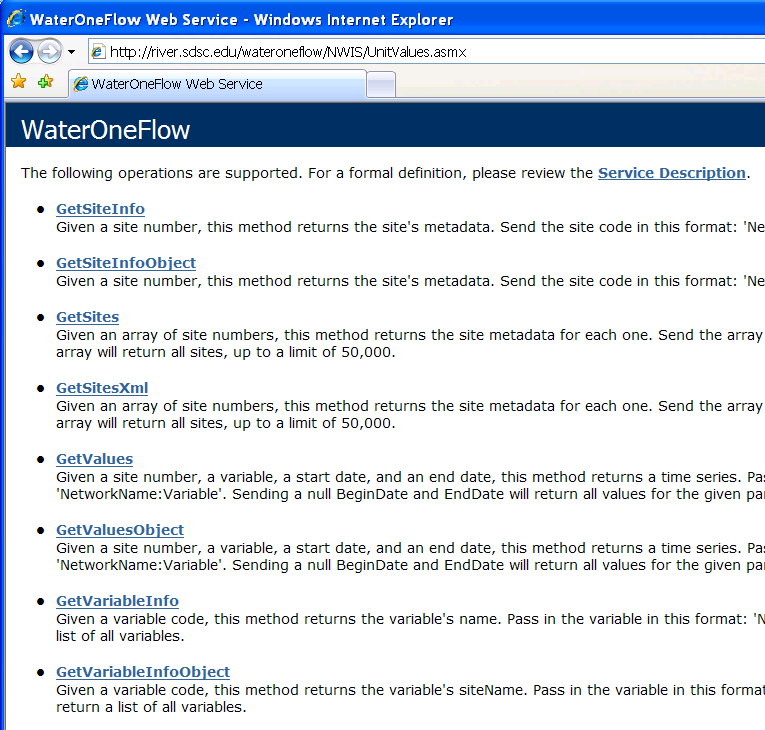 WaterOneFlow Web Service - Windows Internet Explorer
http://river.sdsc.edu/wateroneflow/NWIS/UnitValues.asmx
WaterOneFlow Web Service
WaterOneFlow
The following operations are supported. For a formal definition, please review the Service Description.
• GetSiteInfo
Given a site number, this method returns the site's metadata. Send the site code in this format: 'Ne
• GetSiteInfoObject
Given a site number, this method returns the site's metadata. Send the site code in this format: 'Ne
• GetSites
Given an array of site numbers, this method returns the site metadata for each one. Send the array
array will return all sites, up to a limit of 50,000.
• GetSitesXml
Given an array of site numbers, this method returns the site metadata for each one. Send the array
array will return all sites, up to a limit of 50,000.
• GetValues
Given a site number, a variable, a start date, and an end date, this method returns a time series. Pa
'NetworkName:Variable'. Sending a null BeginDate and EndDate will return all values for the given pa
• GetValuesObject
Given a site number, a variable, a start date, and an end date, this method returns a time series. Pa
'NetworkName:Variable'. Sending a null BeginDate and EndDate will return all values for the given pa
• GetVariableInfo
Given a variable code, this method returns the variable's name. Pass in the variable in this format: 'N
list of all variables.
• GetVariableInfoObject
Given a variable code, this method returns the variable's siteName. Pass in the variable in this format
return a list of all variables.